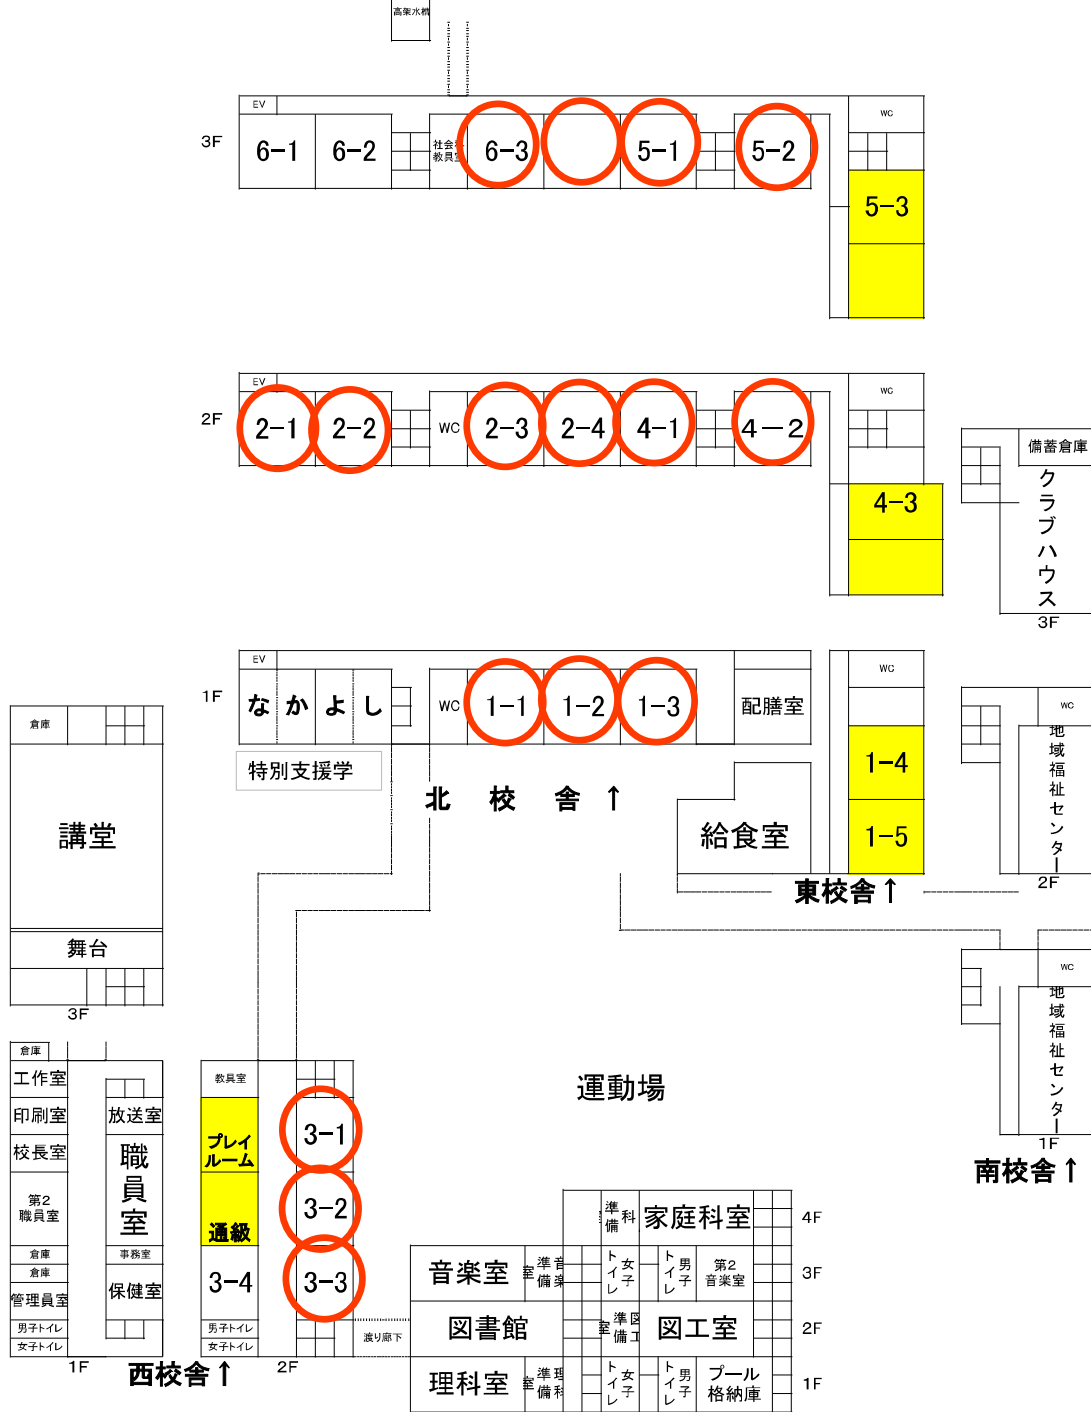 高架水槽
EV
WC
3F
6-1
6-2
社会科
教具室
6-3
5-1
5-2
5-3
EV
WC
2F
2-1
2-2
WC
2-3
2-4
4-1
4-2
4-3
備蓄倉庫
クラブハウス
3F
EV
WC
1F
な か よ し
WC
1-1
1-2
1-3
配膳室
特別支援学
北 校 舎 ↑
1-4
1-5
給食室
東校舎↑
WC
地域福祉センター
2F
倉庫
講堂
舞台
3F
WC
地域福祉センター
1F
南校舎↑
倉庫
工作室
印刷室
放送室
校長室
職員室
第2
職員室
倉庫
事務室
倉庫
管理員室
保健室
男子トイレ
女子トイレ
1F
西校舎↑
教具室
プレイ
ルーム
通級
3-1
3-2
3-3
3-4
男子トイレ
女子トイレ
2F
渡り廊下
運動場
家庭科室
4F
音楽室
音楽
準備
室
女子
トイレ
男子
トイレ
第2
音楽室
3F
図書館
図工
準備
室
図工室
2F
理科室
理科
準備
室
女子
トイレ
男子
トイレ
プール
格納庫
1F